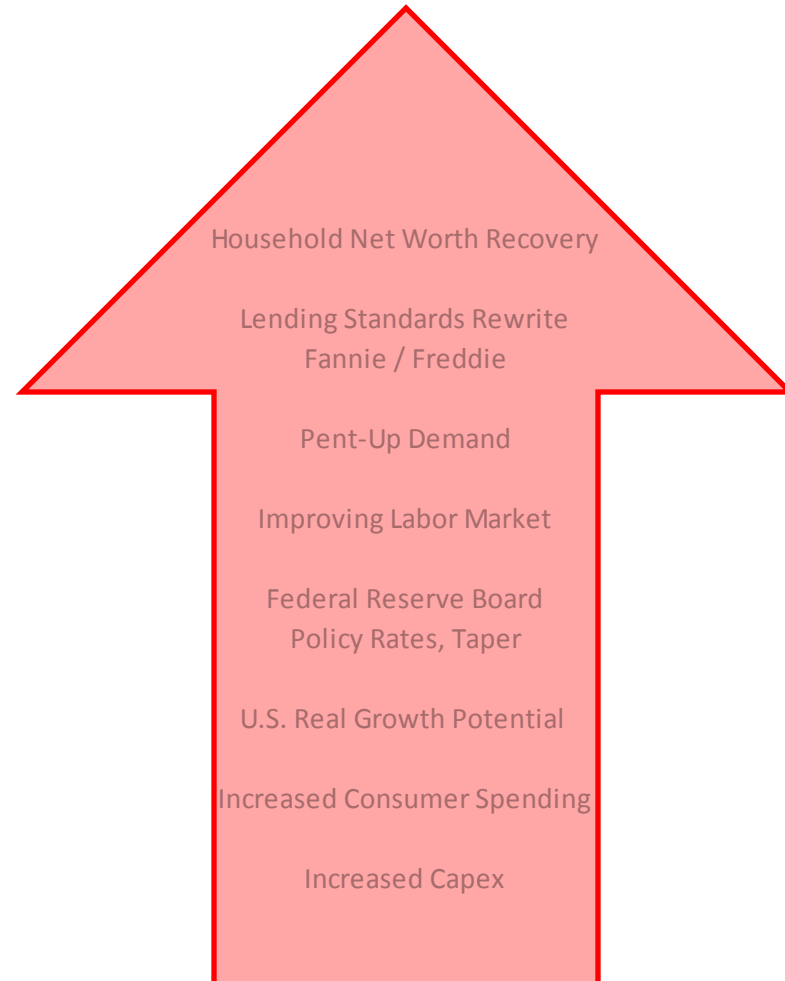 Household Net Worth Recovery
Lending Standards Rewrite
Fannie / Freddie
Pent-Up Demand
Improving Labor Market
Federal Reserve Board
Policy Rates, Taper
U.S. Real Growth Potential
Increased Consumer Spending
Increased Capex